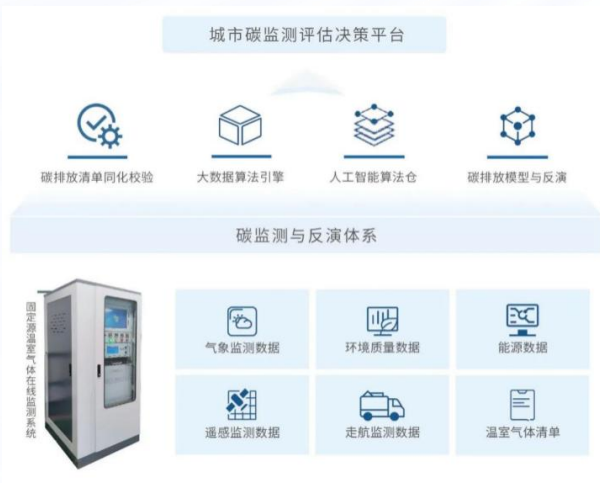 城市碳监测评估决策平台
碳排放清单同化校验
大数据算法引擎
人工智能算法仓
碳排放模型与反演
碳监测与反演体系
固定源温室气体在线监测系统
气象监测数据
环境质量数据
能源数据
遥感监测数据
走航监测数据
温室气体清单